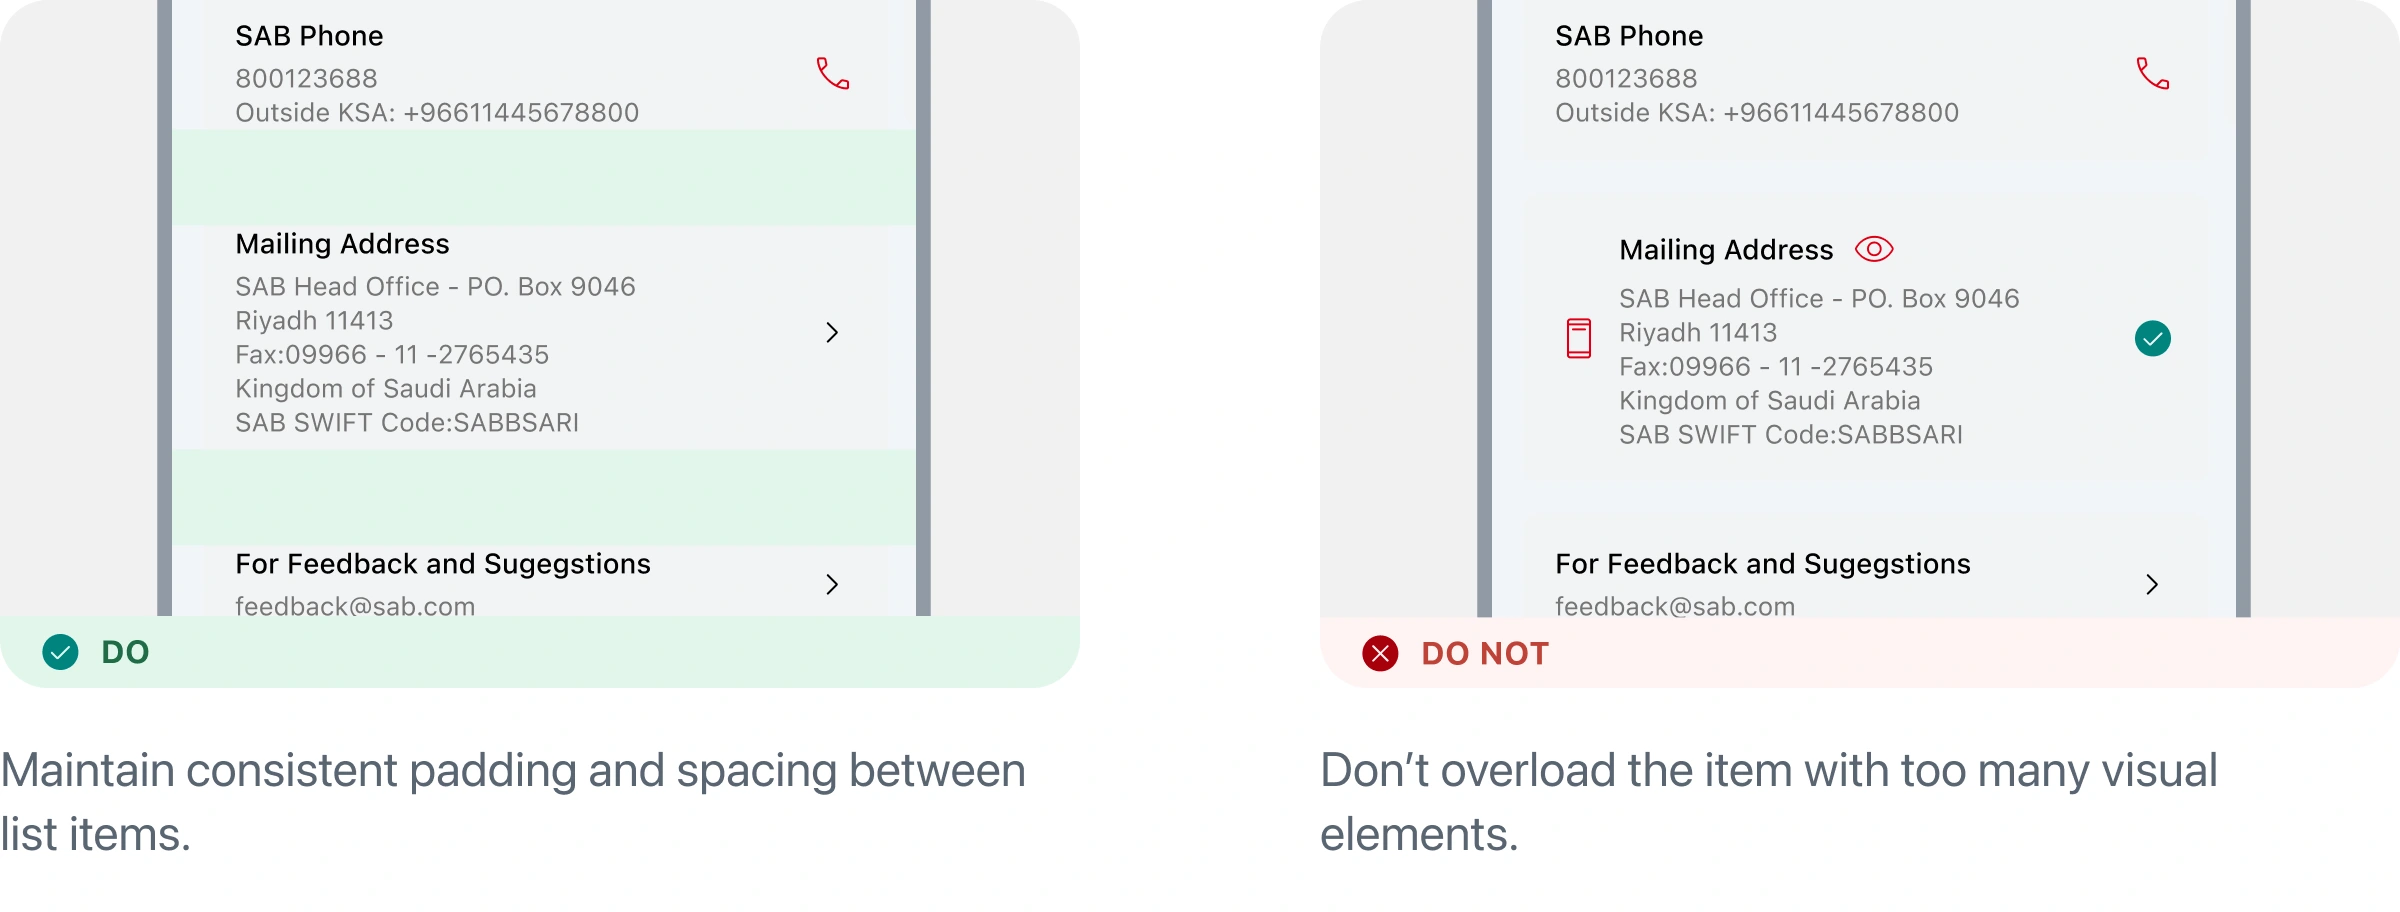 SAB Phone
800123688
Outside KSA: +96611445678800
Mailing Address
SAB Head Office - PO. Box 9046
Riyadh 11413
Fax:09966 - 11 -2765435
Kingdom of Saudi Arabia
SAB SWIFT Code:SABBSARI
For Feedback and Sugegstions
feedback@sab.com
DO
Maintain consistent padding and spacing between
list items.
SAB Phone
800123688
Outside KSA: +96611445678800
Mailing Address
SAB Head Office - PO. Box 9046
Riyadh 11413
Fax:09966 - 11 -2765435
Kingdom of Saudi Arabia
SAB SWIFT Code:SABBSARI
For Feedback and Sugegstions
feedback@sab.com
DO NOT
Don’t overload the item with too many visual
elements.